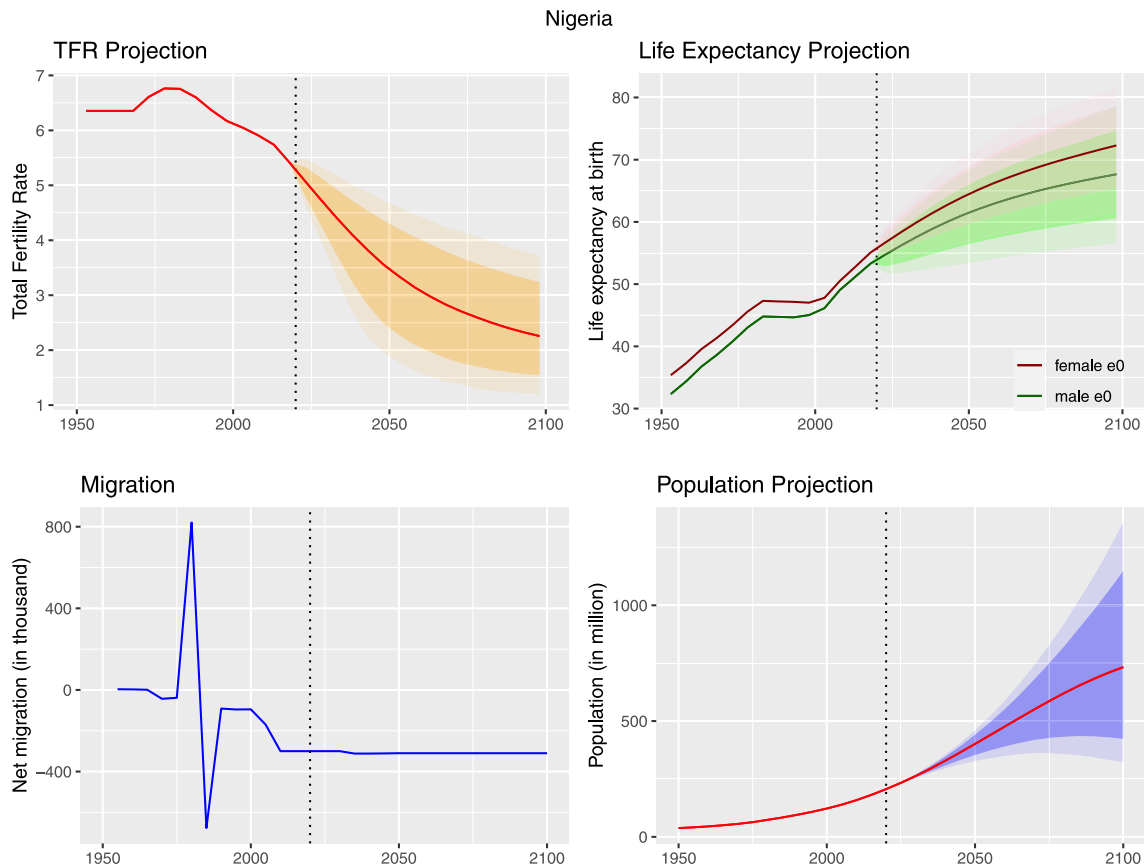 Nigeria
TFR Projection
Total Fertility Rate
7
6
5
4
3
2
1
1950 2000 2050 2100
Life Expectancy Projection
Life expectancy at birth
80
70
60
50
40
30
female e0
male e0
1950 2000 2050 2100
Migration
Net migration (in thousand)
800
400
0
−400
1950 2000 2050 2100
Population Projection
Population (in million)
1000
500
0
1950 2000 2050 2100